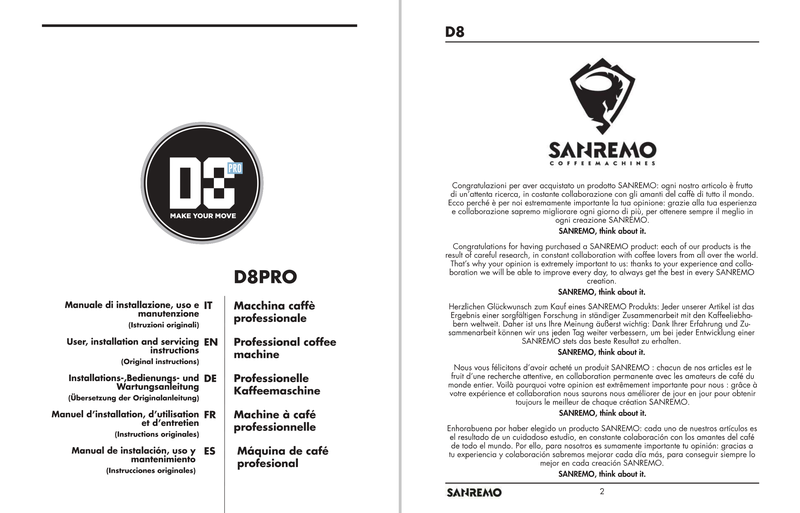 D8
PRO
MAKE YOUR MOVE
D8PRO
Manuale di installazione, uso e manutenzione
(Istruzioni originali)
IT
Macchina caffè
professionale
User, installation and servicing
instructions
(Original instructions)
EN
Professional coffee
machine
Installations-,Bedienungs- und
Wartungsanleitung
(Übersetzung der Originalanleitung)
DE
Professionelle
Kaffeemaschine
Manuel d’installation, d’utilisation
et d’entretien
(Instructions originales)
FR
Machine à café
professionnelle
Manual de instalación, uso y
mantenimiento
(Instrucciones originales)
ES
Máquina de café
profesional
D8
SANREMO
COFFEEMACHINES
Congratulazioni per aver acquistato un prodotto SANREMO: ogni nostro articolo è frutto
di un’attenta ricerca, in costante collaborazione con gli amanti del caffè di tutto il mondo.
Ecco perché è per noi estremamente importante la tua opinione: grazie alla tua esperienza
e collaborazione sapremo migliorare ogni giorno di più, per ottenere sempre il meglio in
ogni creazione SANREMO.
SANREMO, think about it.
Congratulations for having purchased a SANREMO product: each of our products is the
result of careful research, in constant collaboration with coffee lovers from all over the world.
That’s why your opinion is extremely important to us: thanks to your experience and colla-
boration we will be able to improve every day, to always get the best in every SANREMO
creation.
SANREMO, think about it.
Herzlichen Glückwunsch zum Kauf eines SANREMO Produkts: Jeder unserer Artikel ist das
Ergebnis einer sorgfältigen Forschung in ständiger Zusammenarbeit mit den Kaffeeliebha-
bern weltweit. Daher ist uns Ihre Meinung äußerst wichtig: Dank Ihrer Erfahrung und Zu-
sammenarbeit können wir uns jeden Tag weiter verbessern, um bei jeder Entwicklung einer
SANREMO stets das beste Resultat zu erhalten.
SANREMO, think about it.
Nous vous félicitons d’avoir acheté un produit SANREMO : chacun de nos articles est le
fruit d’une recherche attentive, en collaboration permanente avec les amateurs de café du
monde entier. Voilà pourquoi votre opinion est extrêmement importante pour nous : grâce à
votre expérience et collaboration nous saurons nous améliorer de jour en jour pour obtenir
toujours le meilleur de chaque création SANREMO.
SANREMO, think about it.
Enhorabuena por haber elegido un producto SANREMO: cada uno de nuestros artículos es
el resultado de un cuidadoso estudio, en constante colaboración con los amantes del café
de todo el mundo. Por ello, para nosotros es sumamente importante tu opinión: gracias a
tu experiencia y colaboración sabremos mejorar cada día más, para conseguir siempre lo
mejor en cada creación SANREMO.
SANREMO, think about it.
SANREMO
2